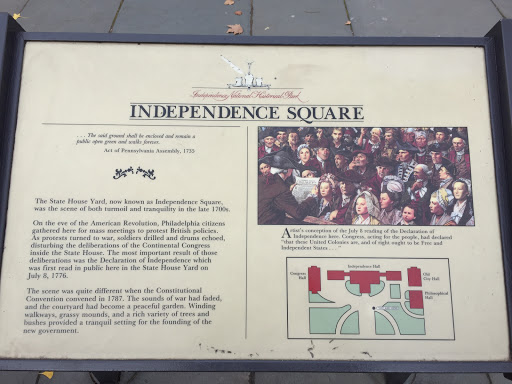 Independence National Historical Park
INDEPENDENCE SQUARE
. . . The said ground shall be enclosed and remain a
public open green and walks forever.
Act of Pennsylvania Assembly, 1735
The State House Yard, now known as Independence Square,
was the scene of both turmoil and tranquility in the late 1700s.
On the eve of the American Revolution, Philadelphia citizens
gathered here for mass meetings to protest British policies.
As protests turned to war, soldiers drilled and drums echoed,
disturbing the deliberations of the Continental Congress
inside the State House. The most important result of those
deliberations was the Declaration of Independence which
was first read in public here in the State House Yard on
July 8, 1776.
The scene was quite different when the Constitutional
Convention convened in 1787. The sounds of war had faded,
and the courtyard had become a peaceful garden. Winding
walkways, grassy mounds, and a rich variety of trees and
bushes provided a tranquil setting for the founding of the
new government.
Artist's conception of the July 8 reading of the Declaration of
Independence here. Congress, acting for the people, had declared
"that these United Colonies are, and of right ought to be Free and
Independent States . . ."
Independence Hall
Congress
Hall
Old
City Hall
Philosophical
Hall